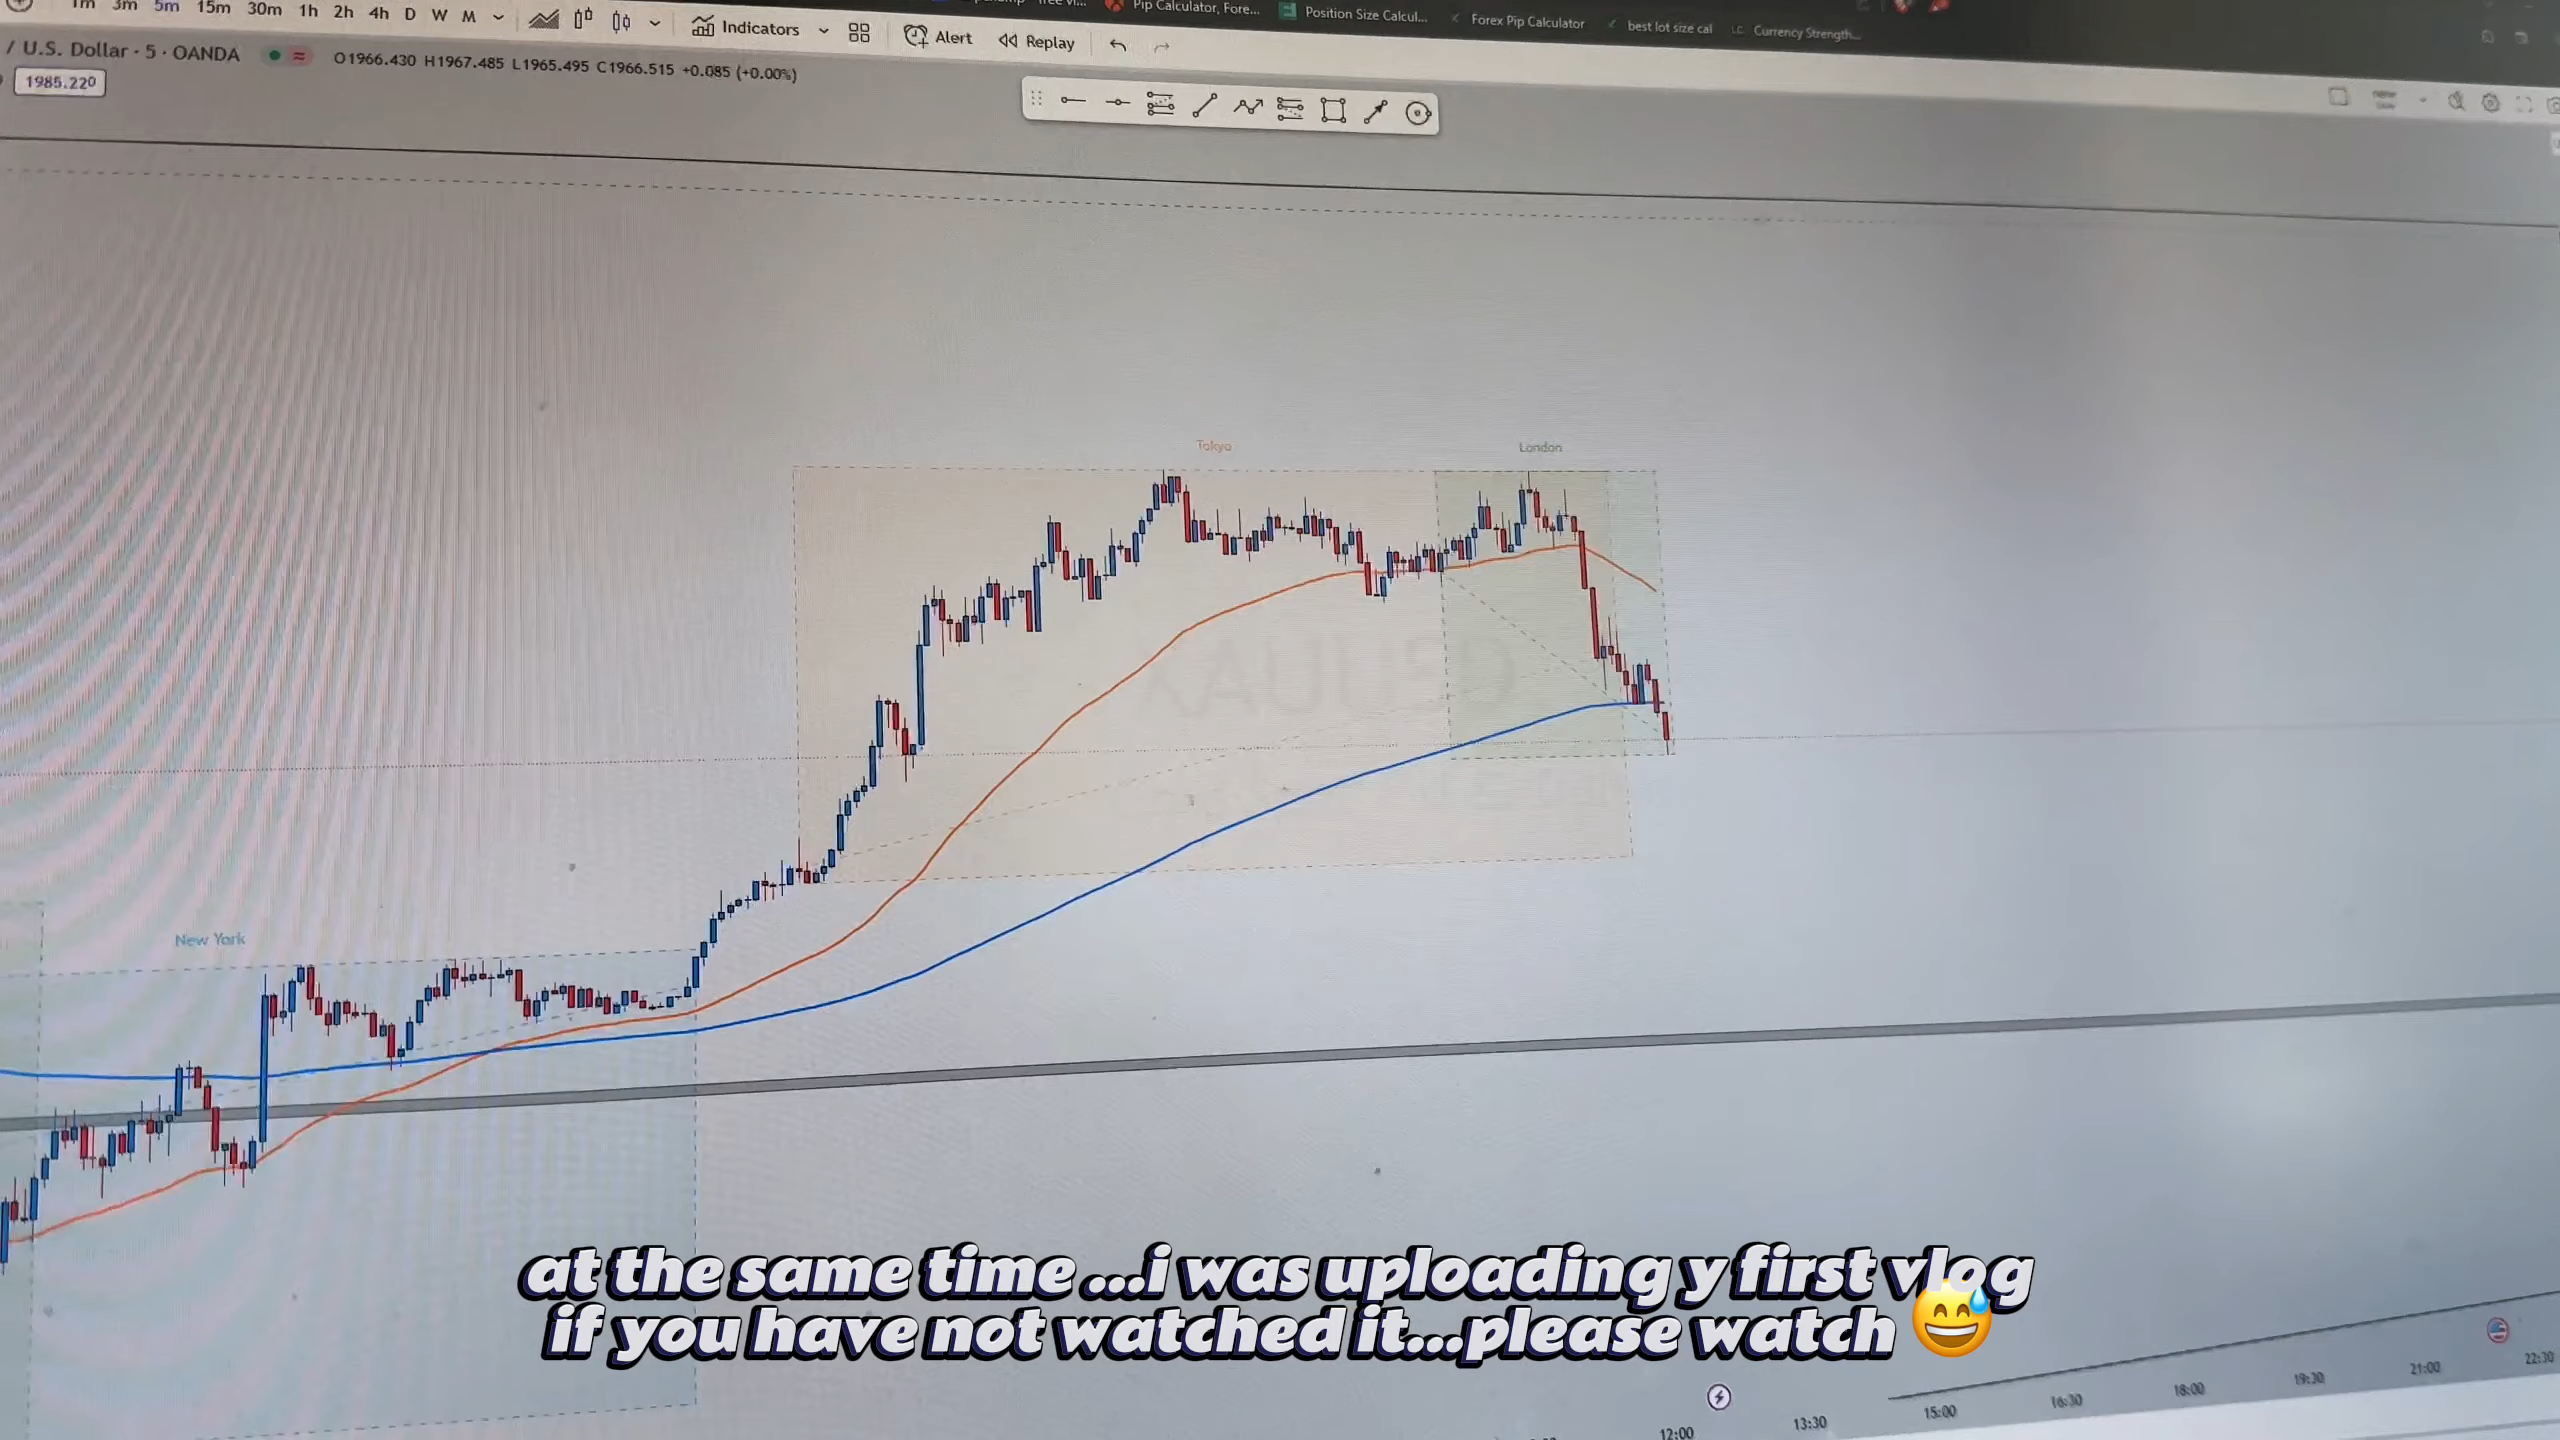 1m 3m 5m 15m 30m 1h 2h 4h D W M
Indicators
Alert
Replay
Pip Calculator, Fore...
Position Size Calcul...
Forex Pip Calculator
best lot size cal
Currency Strength...
/ U.S. Dollar · 5 · OANDA
O1966.430 H1967.485 L1965.495 C1966.515 +0.085 (+0.00%)
1985.220
Tokyo
London
New York
at the same time ...i was uploading y first vlog
if you have not watched it...please watch 😅
12:00 13:30 15:00 16:30 18:00 19:30 21:00 22:30